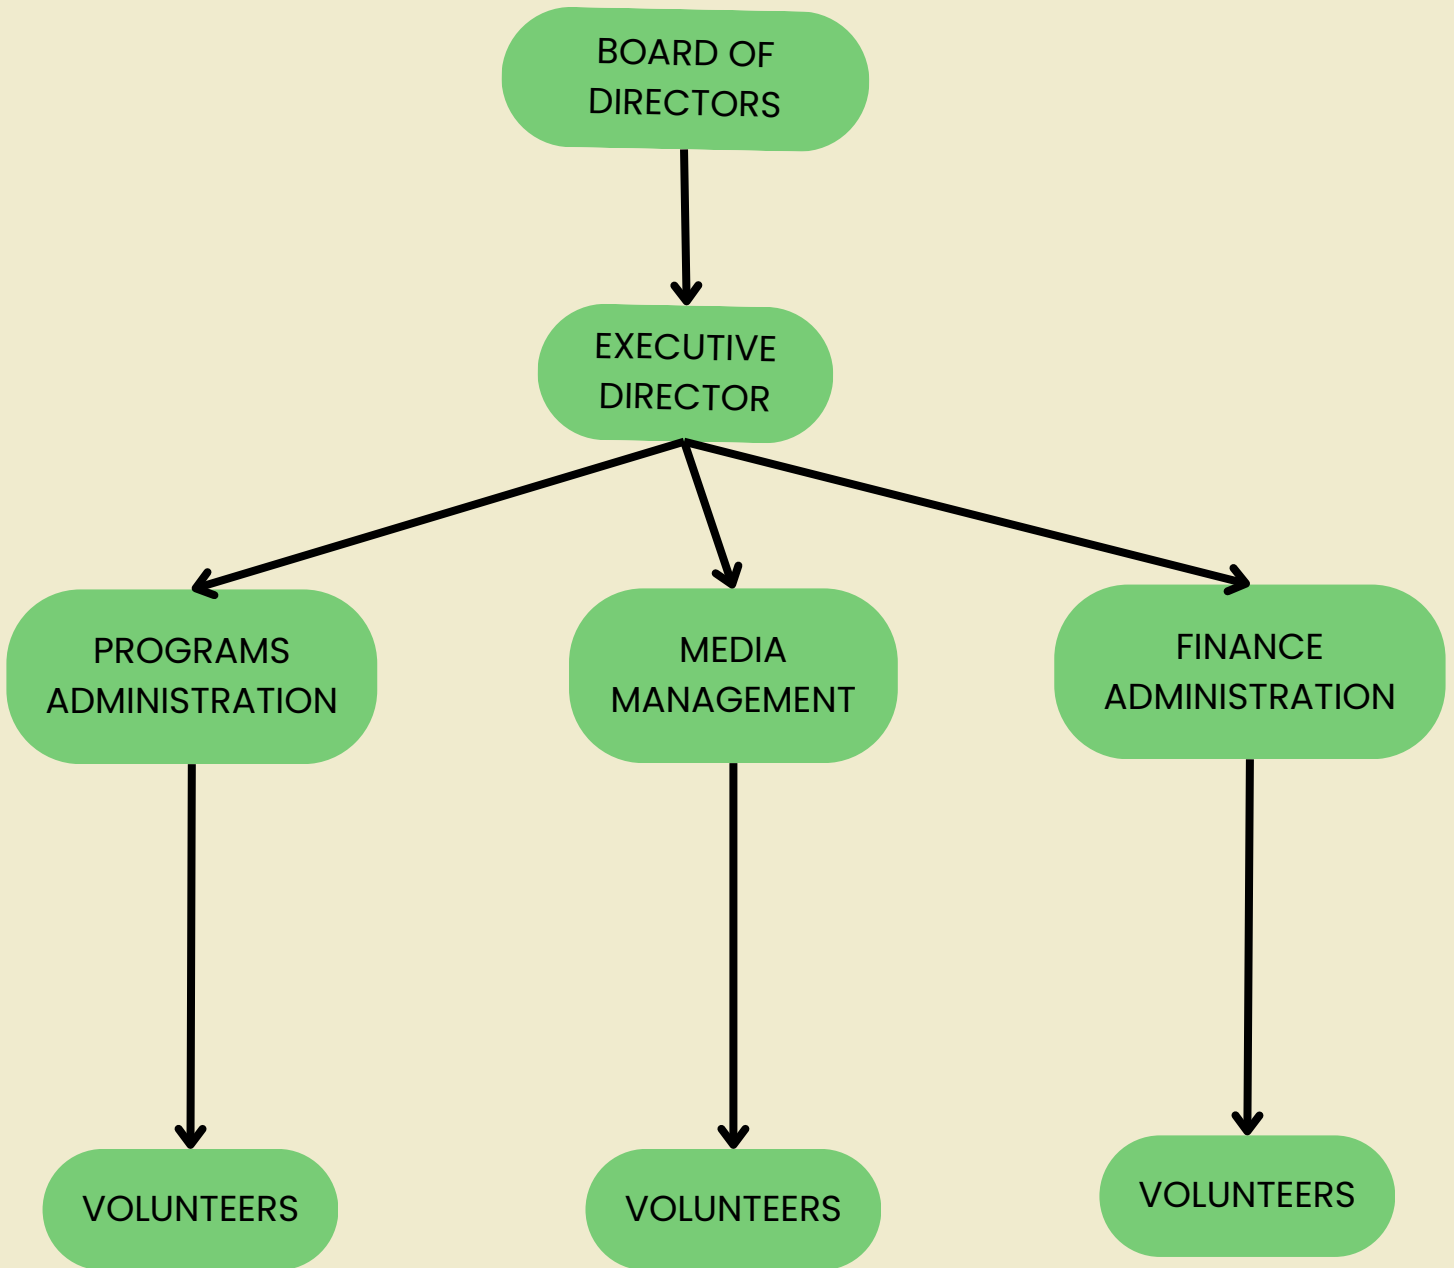 BOARD OF
DIRECTORS
EXECUTIVE
DIRECTOR
PROGRAMS
ADMINISTRATION
MEDIA
MANAGEMENT
FINANCE
ADMINISTRATION
VOLUNTEERS
VOLUNTEERS
VOLUNTEERS